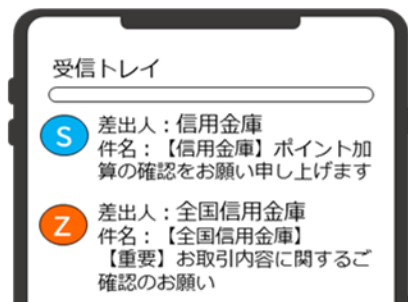 受信トレイ
S
差出人：信用金庫
件名：【信用金庫】ポイント加
算の確認をお願い申し上げます
Z
差出人：全国信用金庫
件名：【全国信用金庫】
【重要】お取引内容に関するご
確認のお願い